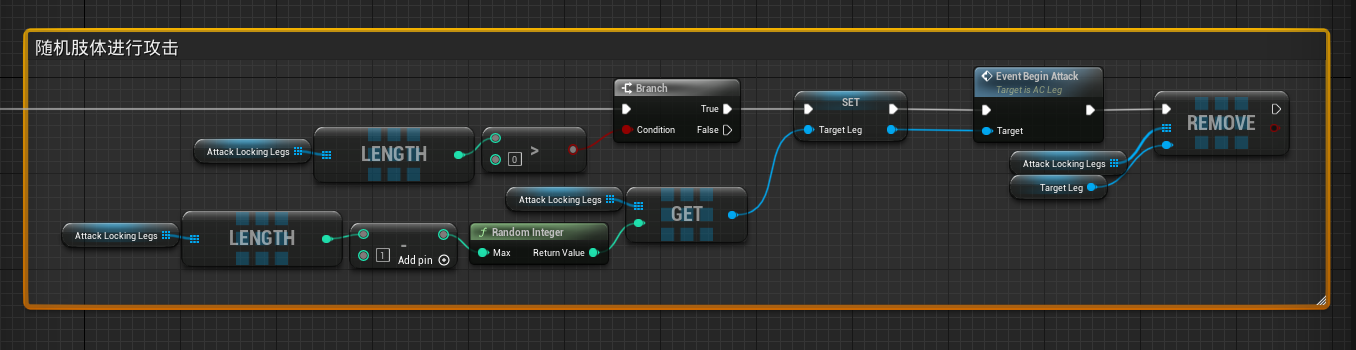 随机肢体进行攻击
Branch
True
Condition
False
SET
Target Leg
Event Begin Attack
Target is AC Leg
Target
REMOVE
Attack Locking Legs
Target Leg
Attack Locking Legs
LENGTH
0
>
Attack Locking Legs
GET
Attack Locking Legs
LENGTH
-
1
Add pin
f Random Integer
Max
Return Value